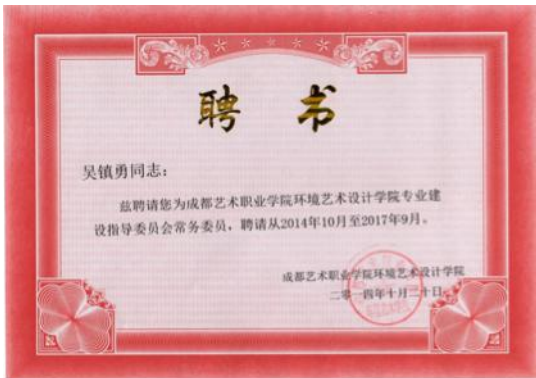 聘 书
吴镇勇同志：
兹聘请您为成都艺术职业学院环境艺术设计学院专业建
设指导委员会常务委员，聘请从2014年10月至2017年9月。
成都艺术职业学院环境艺术设计学院
二零一四年十月二十日